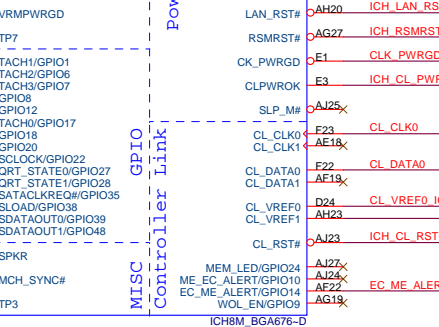 VRMPWRGD
TP7
TACH1/GPIO1
TACH2/GPIO6
TACH3/GPIO7
GPIO8
GPIO12
TACH0/GPIO17
GPIO18
GPIO20
SCLOCK/GPIO22
QRT_STATE0/GPIO27
QRT_STATE1/GPIO28
SATACLKREQ#/GPIO35
SLOAD/GPIO38
SDATAOUT0/GPIO39
SDATAOUT1/GPIO48
SPKR
MCH_SYNC#
TP3
Pow
GPIO
MISC
Controller Link
LAN_RST# AH20 ICH_LAN_RS
RSMRST# AG27 ICH_RSMRST
CK_PWRGD E1 CLK_PWRGD
CLPWROK E3 ICH_CL_PWR
SLP_M# AJ25
CL_CLK0 F23 CL_CLK0
CL_CLK1 AE18
CL_DATA0 F22 CL_DATA0
CL_DATA1 AF19
CL_VREF0 D24 CL_VREF0_IC
CL_VREF1 AH23
CL_RST# AJ23 ICH_CL_RST
MEM_LED/GPIO24 AJ27
ME_EC_ALERT/GPIO10 AJ24
EC_ME_ALERT/GPIO14 AF22 EC_ME_ALER
WOL_EN/GPIO9 AG19
ICH8M_BGA676~D